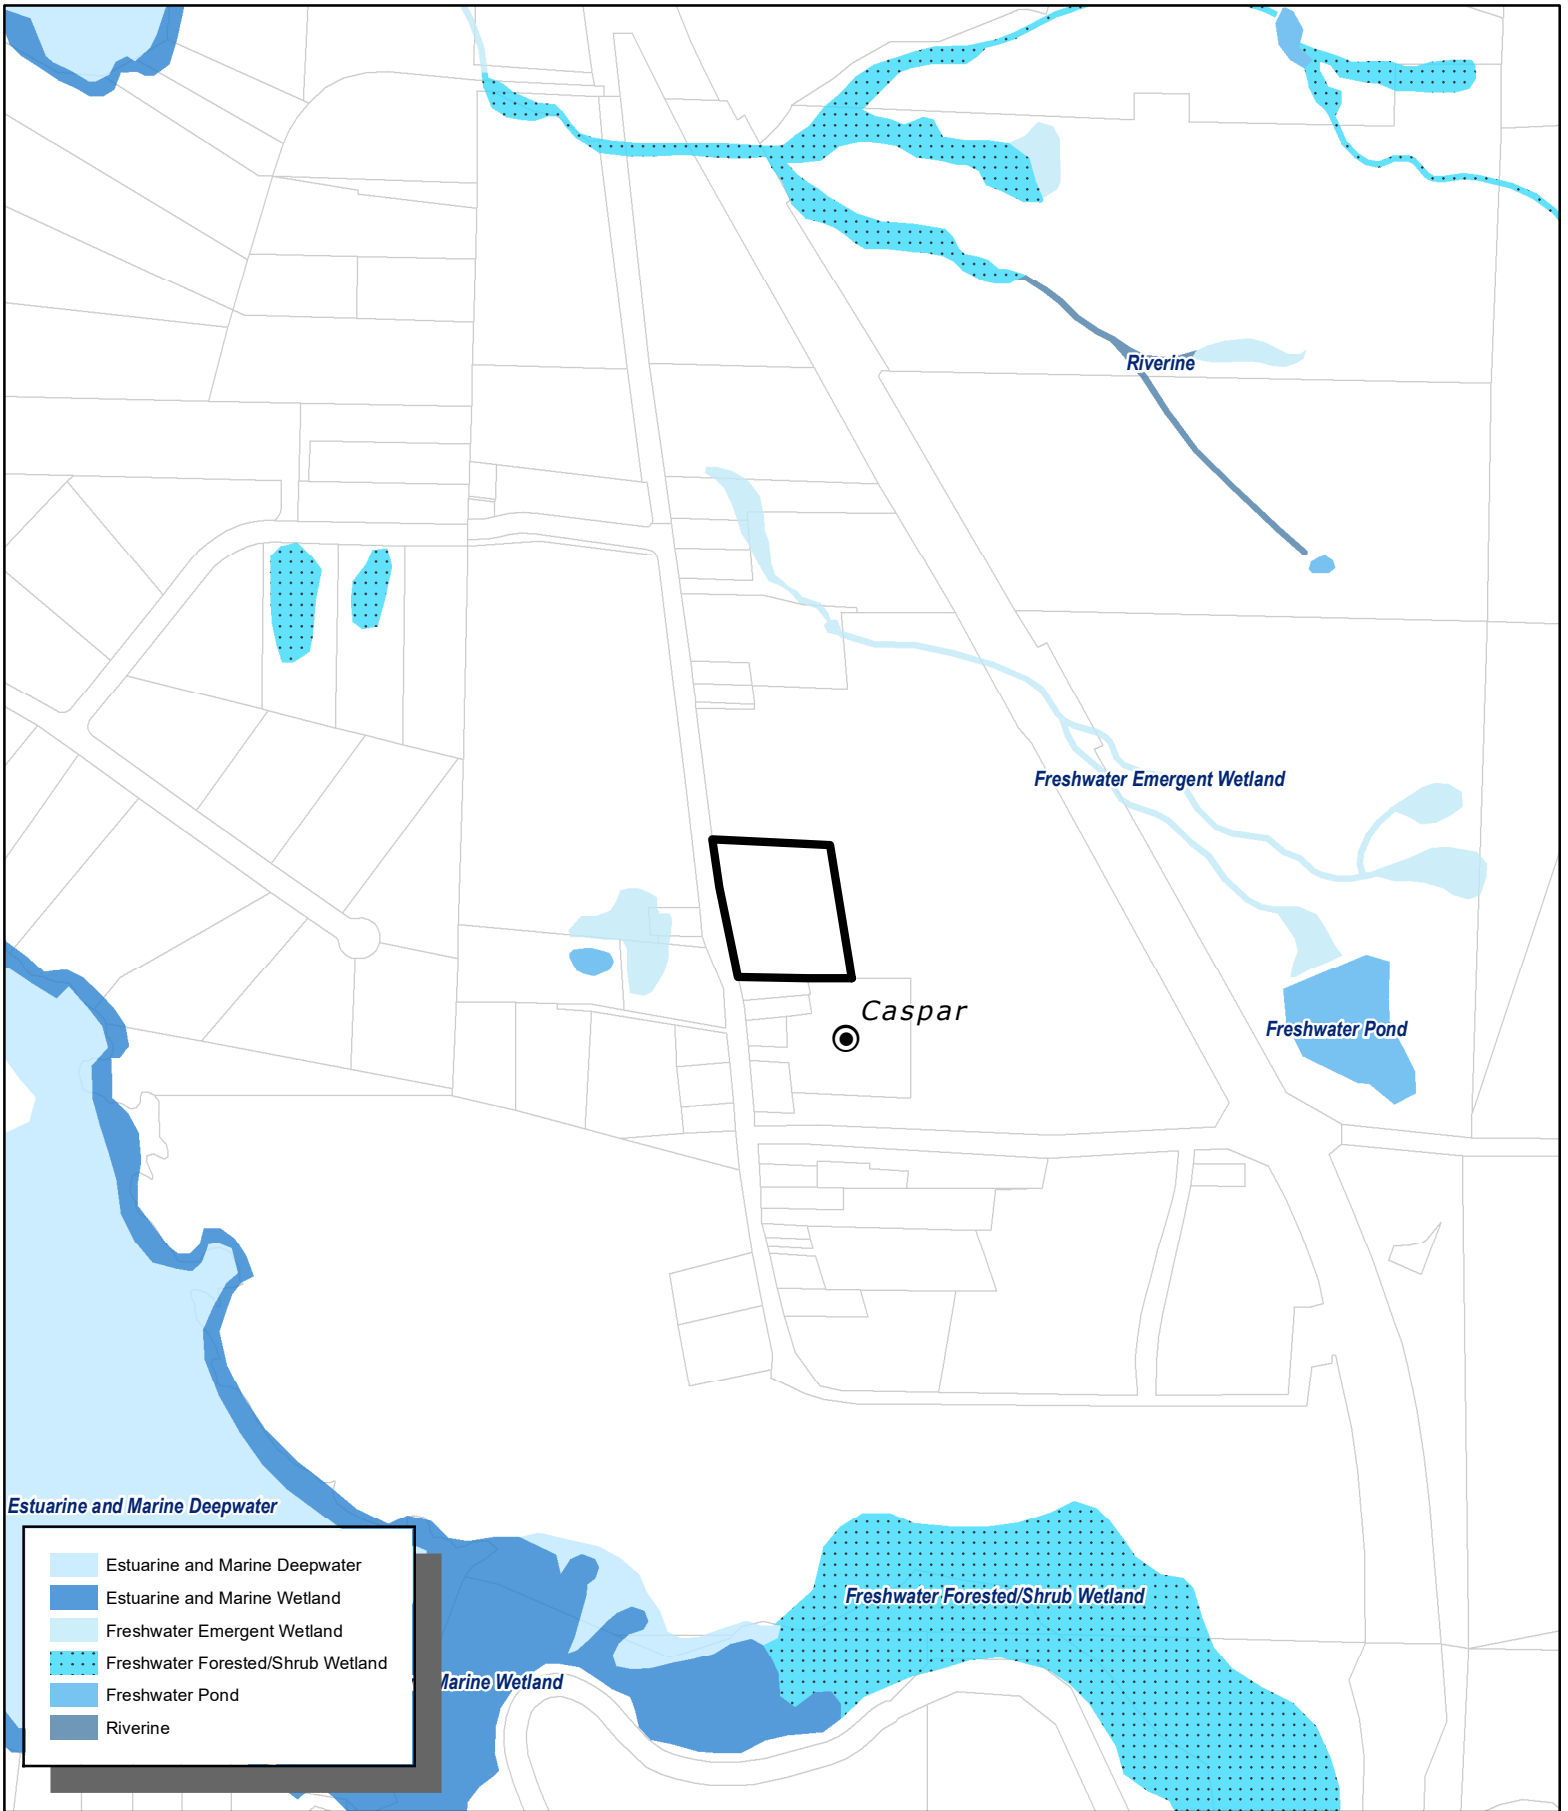 Riverine
Freshwater Emergent Wetland
Caspar
Freshwater Pond
Estuarine and Marine Deepwater
Freshwater Forested/Shrub Wetland
Marine Wetland
Estuarine and Marine Deepwater
Estuarine and Marine Wetland
Freshwater Emergent Wetland
Freshwater Forested/Shrub Wetland
Freshwater Pond
Riverine